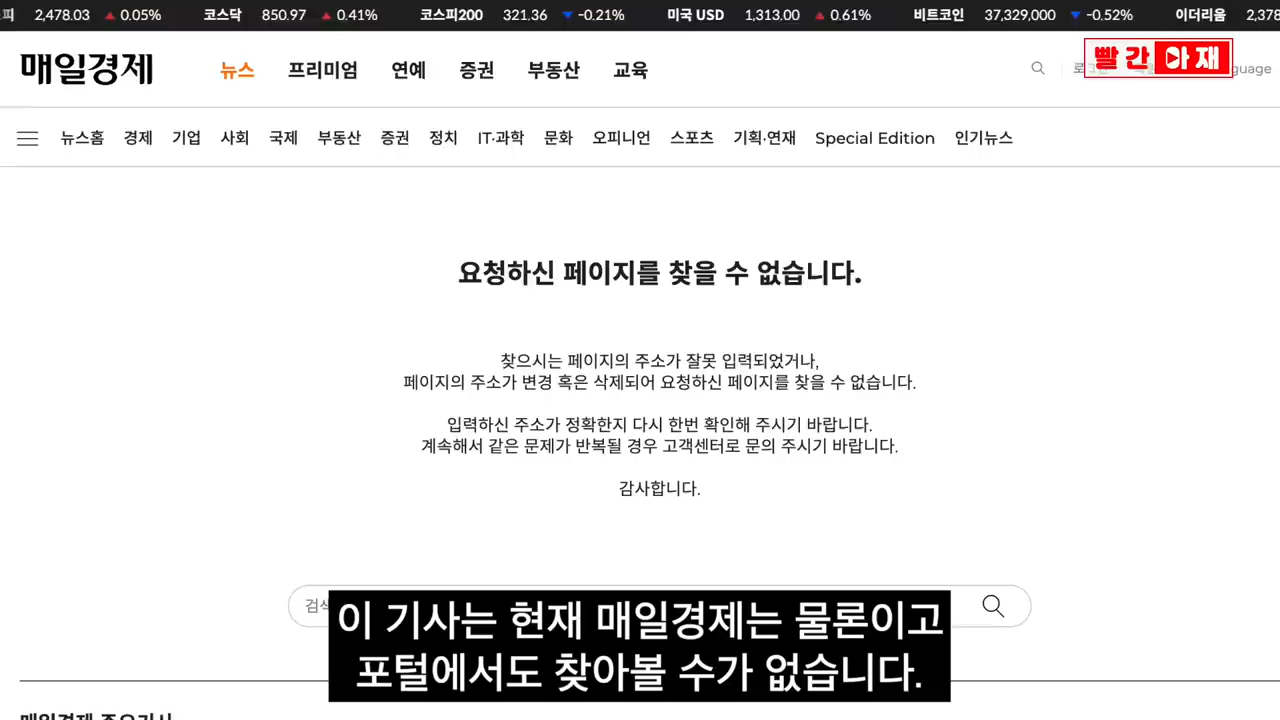 피 2,478.03 ▲ 0.05% 코스닥 850.97 ▲ 0.41% 코스피200 321.36 ▼ -0.21% 미국 USD 1,313.00 ▲ 0.61% 비트코인 37,329,000 ▼ -0.52% 이더리움 2,378
매일경제 뉴스 프리미엄 연예 증권 부동산 교육
빨간아재
뉴스홈 경제 기업 사회 국제 부동산 증권 정치 IT·과학 문화 오피니언 스포츠 기획·연재 Special Edition 인기뉴스
요청하신 페이지를 찾을 수 없습니다.
찾으시는 페이지의 주소가 잘못 입력되었거나,
페이지의 주소가 변경 혹은 삭제되어 요청하신 페이지를 찾을 수 없습니다.
입력하신 주소가 정확한지 다시 한번 확인해 주시기 바랍니다.
계속해서 같은 문제가 반복될 경우 고객센터로 문의 주시기 바랍니다.
감사합니다.
이 기사는 현재 매일경제는 물론이고
포털에서도 찾아볼 수가 없습니다.
매일경제 주요기사